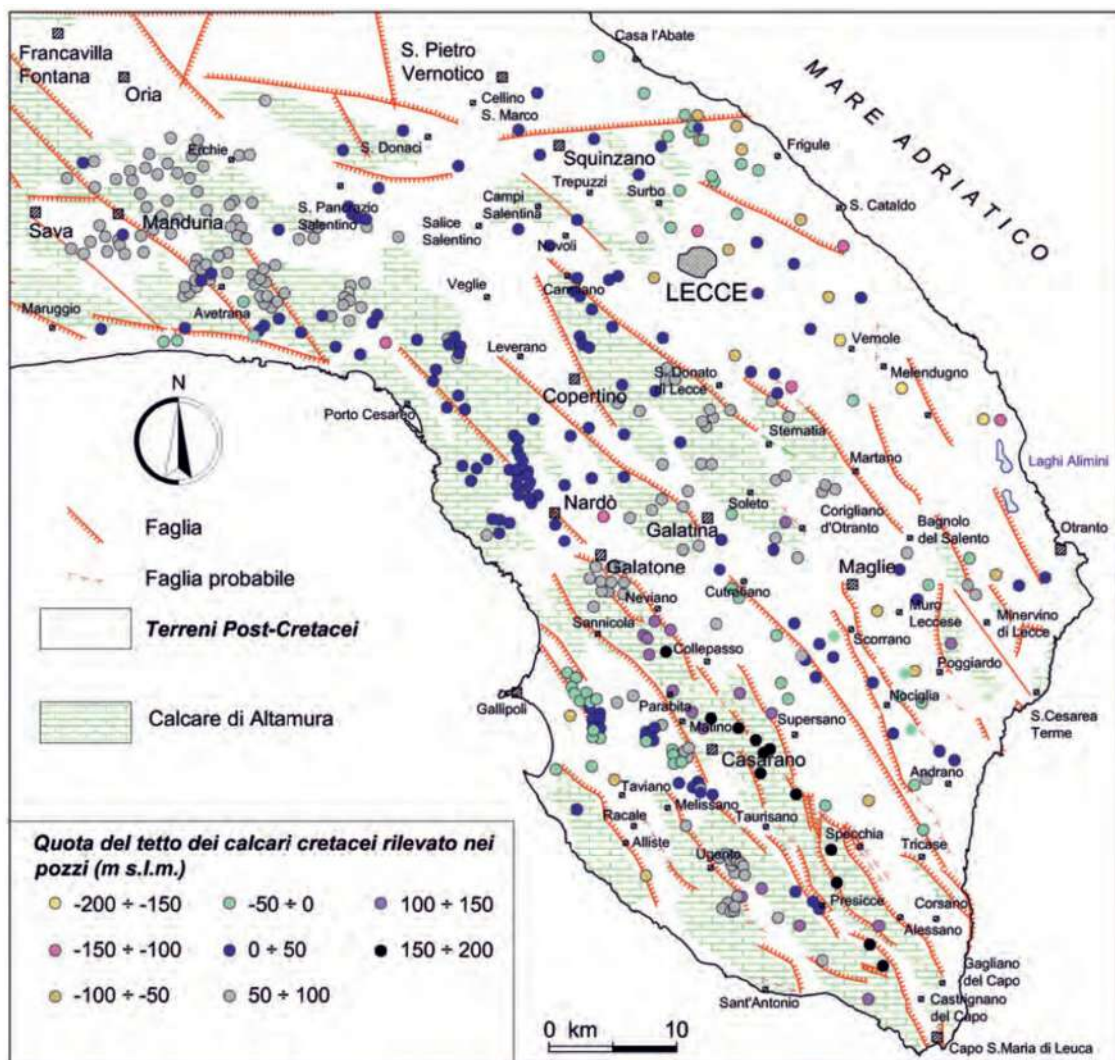 Francavilla
Fontana
Oria
S. Pietro
Vernotico
Casa l'Abate
MARE ADRIATICO
Cellino
S. Marco
Erchie
S. Donaci
Squinzano
Trepuzzi
Frigule
Sava
Manduria
S. Pancrazio
Salentino
Campi
Salentina
Surbo
S. Cataldo
Salice
Salentino
Novoli
LECCE
Maruggio
Avetrana
Veglie
Carmiano
Vernole
Leverano
Melendugno
S. Donato
di Lecce
Copertino
N
Porto Cesareo
Sternatia
Martano
Laghi Alimini
Soleto
Nardò
Galatina
Corigliano
d'Otranto
Bagnolo
del Salento
Otranto
Faglia
Galatone
Maglie
Faglia probabile
Neviano
Cutrofiano
Muro
Leccese
Minervino
di Lecce
Terreni Post-Cretacei
Sannicola
Collepasso
Scorrano
Poggiardo
Gallipoli
Parabita
Nociglia
S.Cesarea
Terme
Calcare di Altamura
Matino
Supersano
Casarano
Andrano
Taviano
Melissano
Racale
Taurisano
Specchia
Alliste
Tricase
Ugento
Presicce
Corsano
Alessano
Gagliano
del Capo
Sant'Antonio
Castrignano
del Capo
Capo S.Maria di Leuca
Quota del tetto dei calcari cretacei rilevato nei
pozzi (m s.l.m.)
-200 ÷ -150
-50 ÷ 0
100 ÷ 150
-150 ÷ -100
0 ÷ 50
150 ÷ 200
-100 ÷ -50
50 ÷ 100
0 km 10